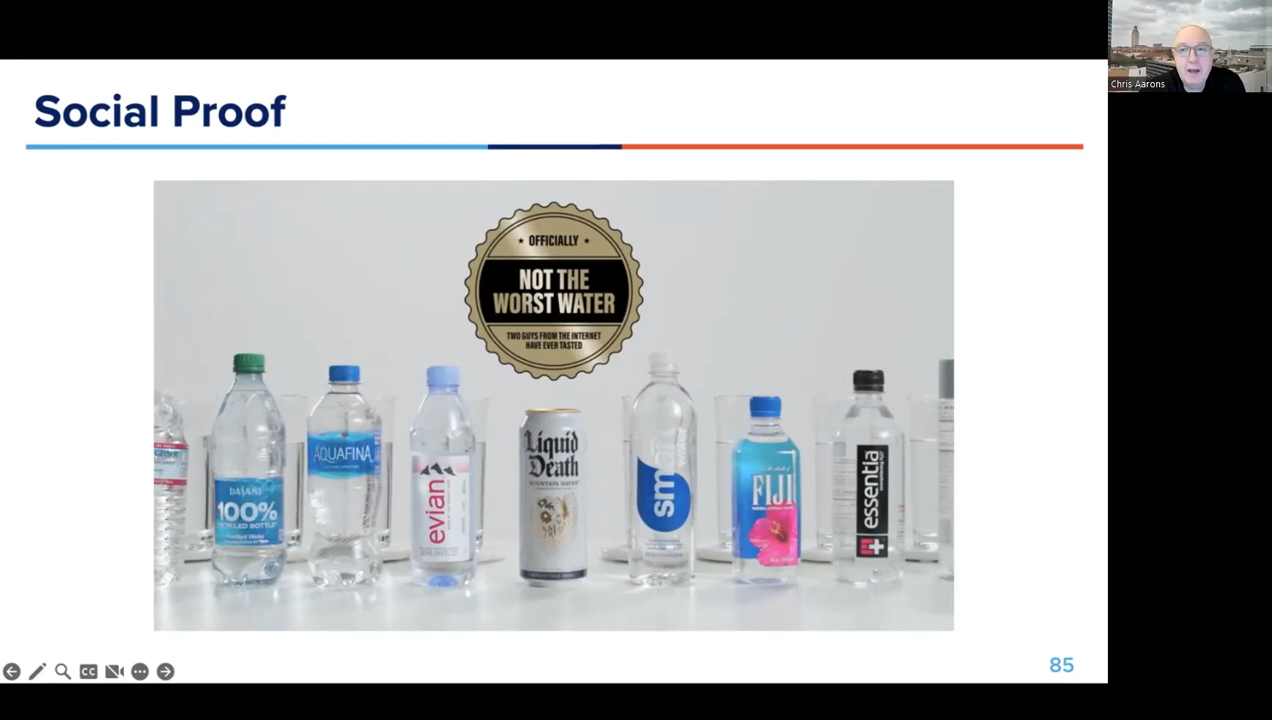 Chris Aarons
Social Proof
★ OFFICIALLY ★
NOT THE
WORST WATER
TWO GUYS FROM THE INTERNET
HAVE EVER TASTED
DASANI
100%
RECYCLED BOTTLE
AQUAFINA
evian
Liquid
Death
MOUNTAIN WATER
smart
FIJI
essentia
CC
85